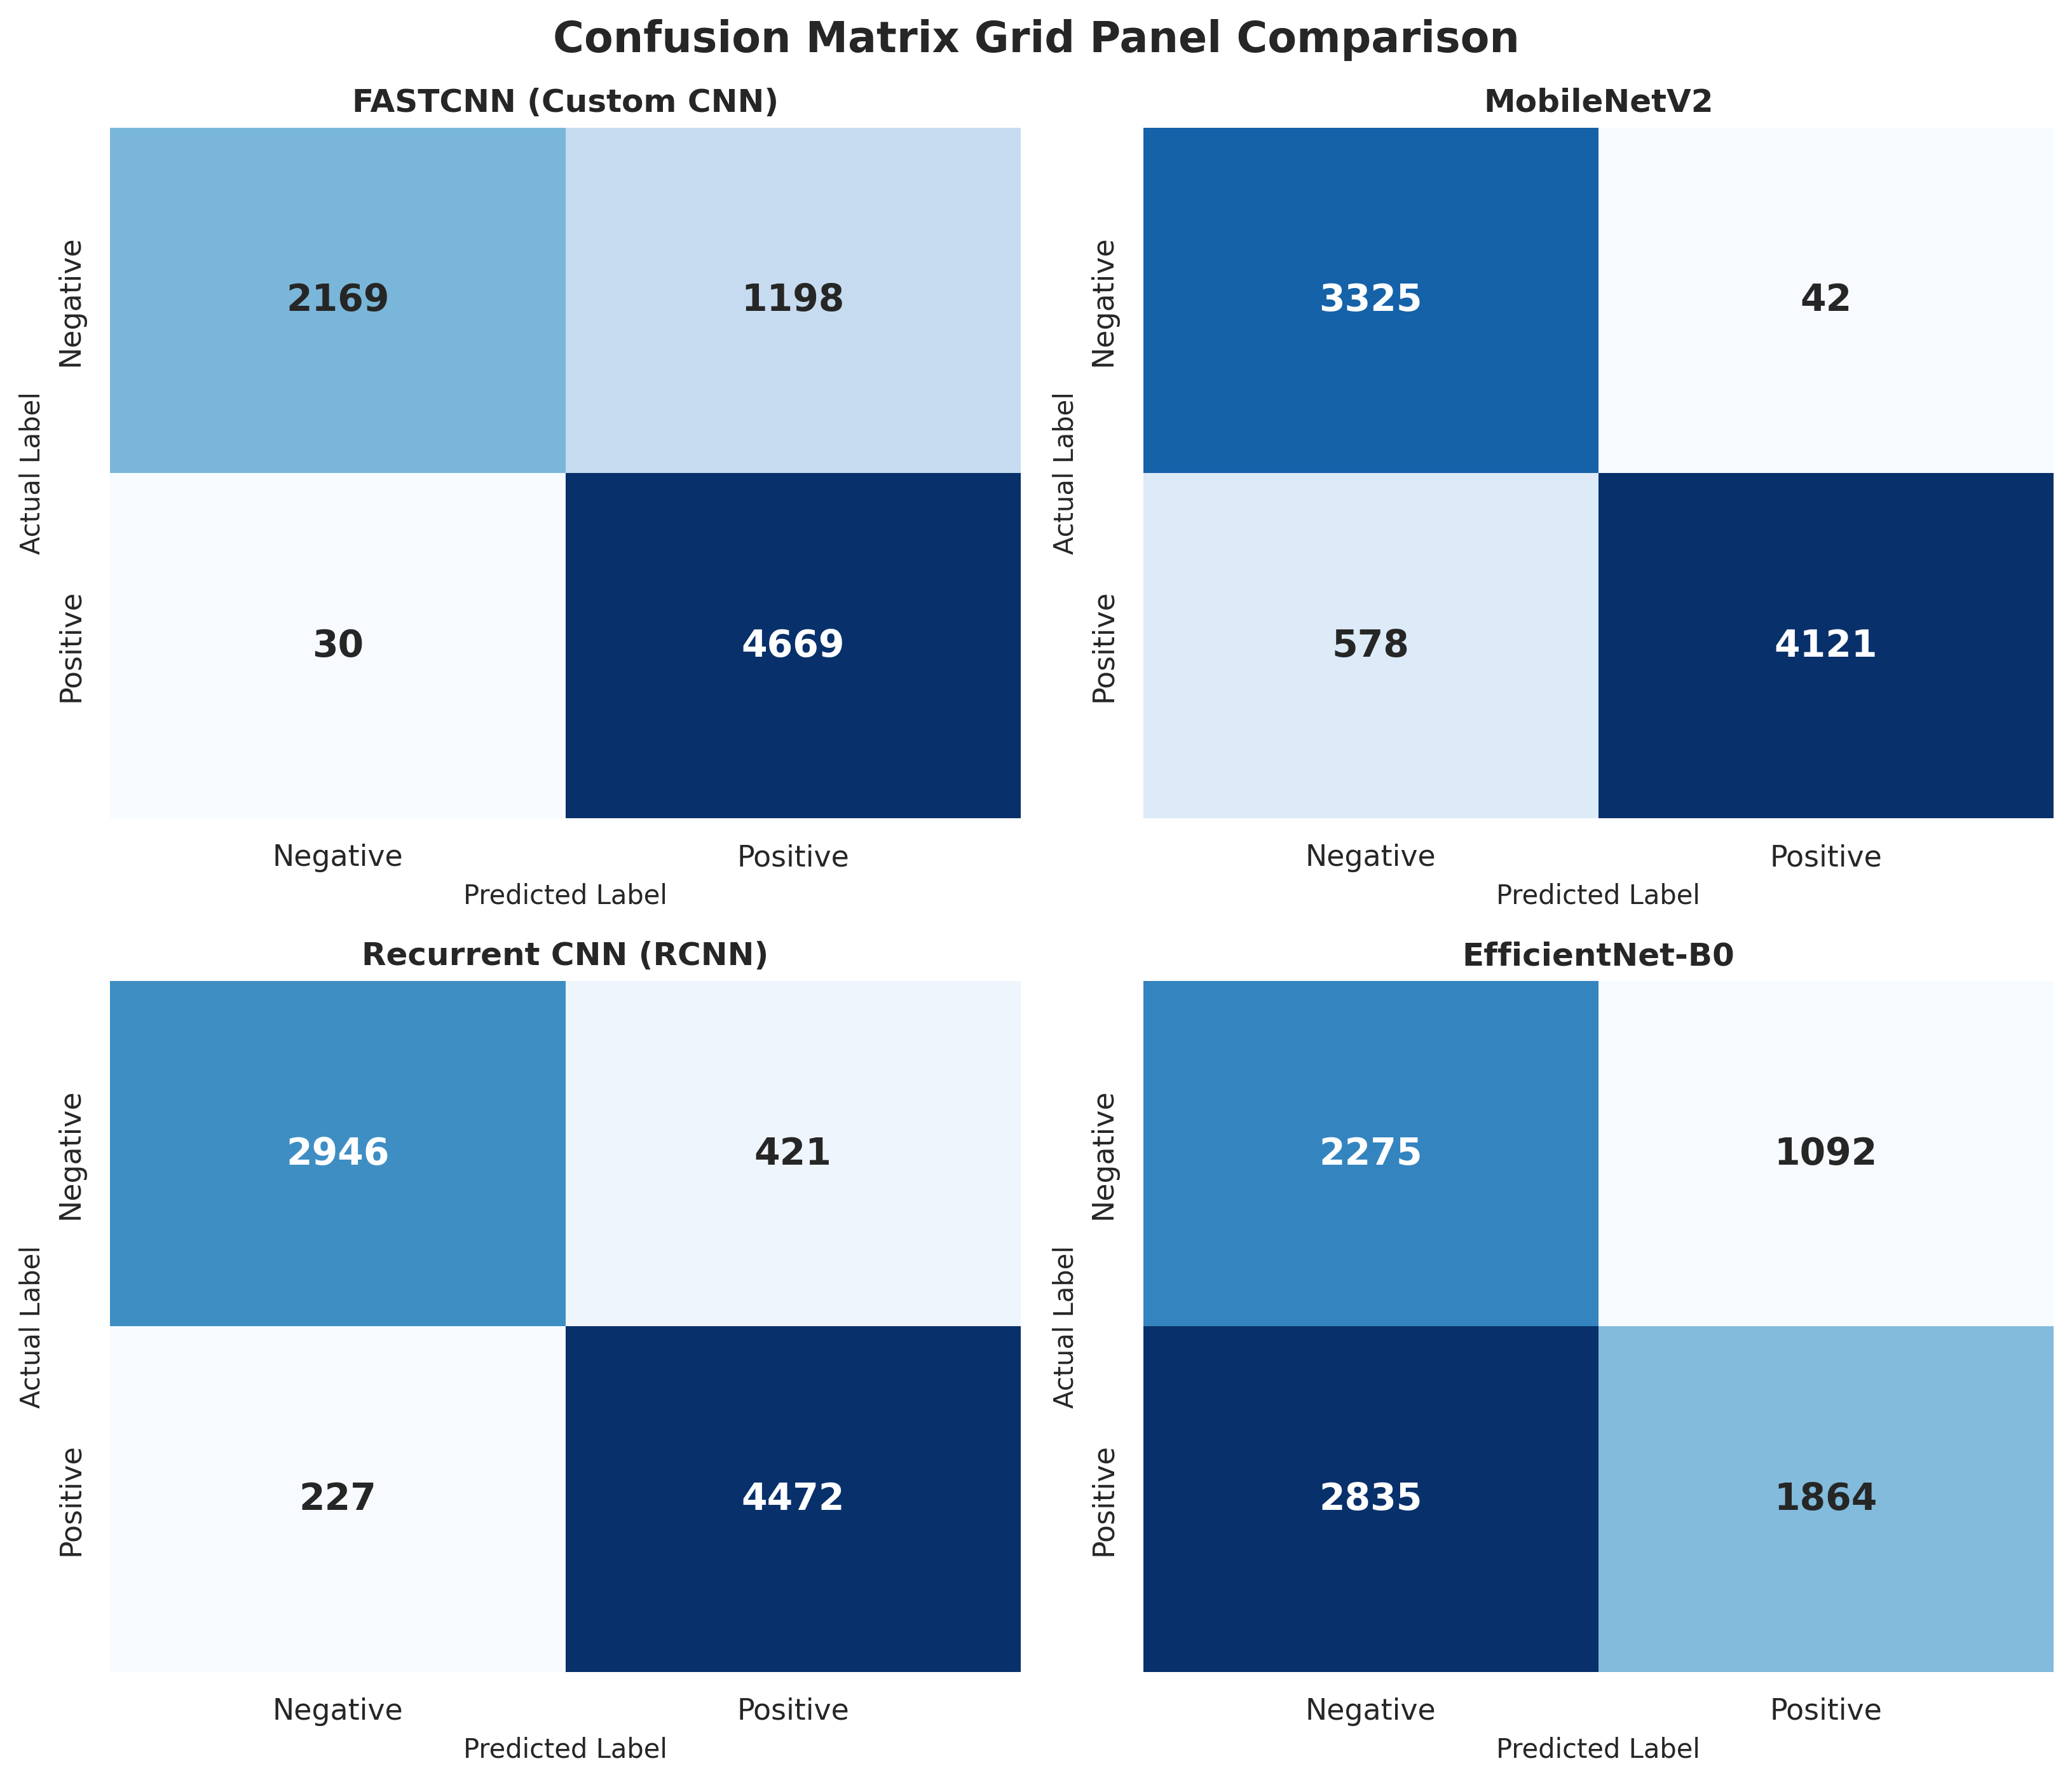 Confusion Matrix Grid Panel Comparison
FASTCNN (Custom CNN)
Actual Label
Negative
2169
1198
Positive
30
4669
Negative
Positive
Predicted Label
MobileNetV2
Actual Label
Negative
3325
42
Positive
578
4121
Negative
Positive
Predicted Label
Recurrent CNN (RCNN)
Actual Label
Negative
2946
421
Positive
227
4472
Negative
Positive
Predicted Label
EfficientNet-B0
Actual Label
Negative
2275
1092
Positive
2835
1864
Negative
Positive
Predicted Label